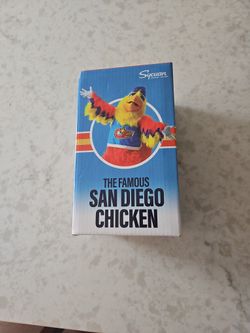 Sycuan
THE FAMOUS
SAN DIEGO
CHICKEN